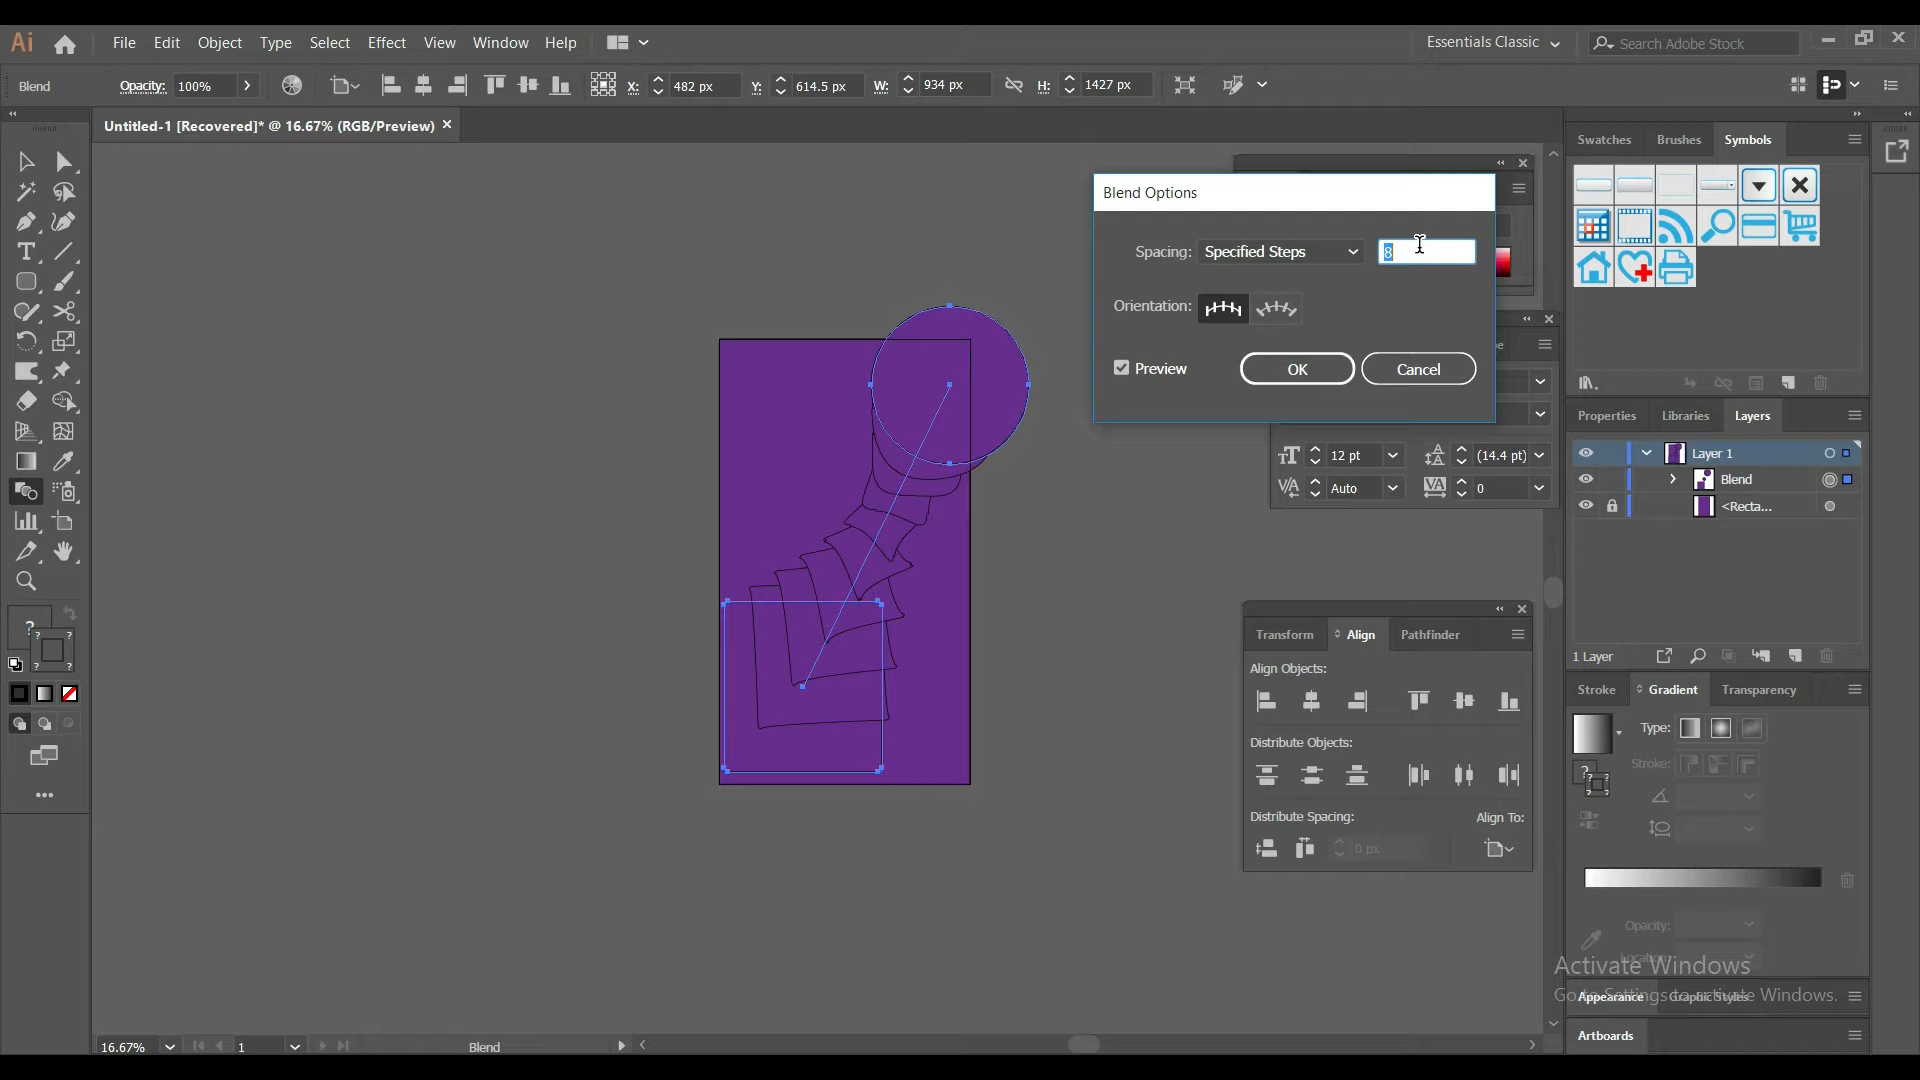 Ai File Edit Object Type Select Effect View Window Help Essentials Classic Search Adobe Stock
Blend Opacity: 100% X: 482 px Y: 614.5 px W: 934 px H: 1427 px
Untitled-1 [Recovered]* @ 16.67% (RGB/Preview)
Swatches Brushes Symbols
Blend Options
Spacing: Specified Steps 8
Orientation:
Preview OK Cancel
Properties Libraries Layers
Layer 1
Blend
<Recta...
12 pt (14.4 pt)
Auto 0
1 Layer
Transform Align Pathfinder
Align Objects:
Distribute Objects:
Distribute Spacing: Align To:
0 px
Stroke Gradient Transparency
Type:
Stroke:
Opacity:
Location:
Activate Windows
Go to Settings to activate Windows.
Appearance Graphic Styles
Artboards
16.67% 1 Blend